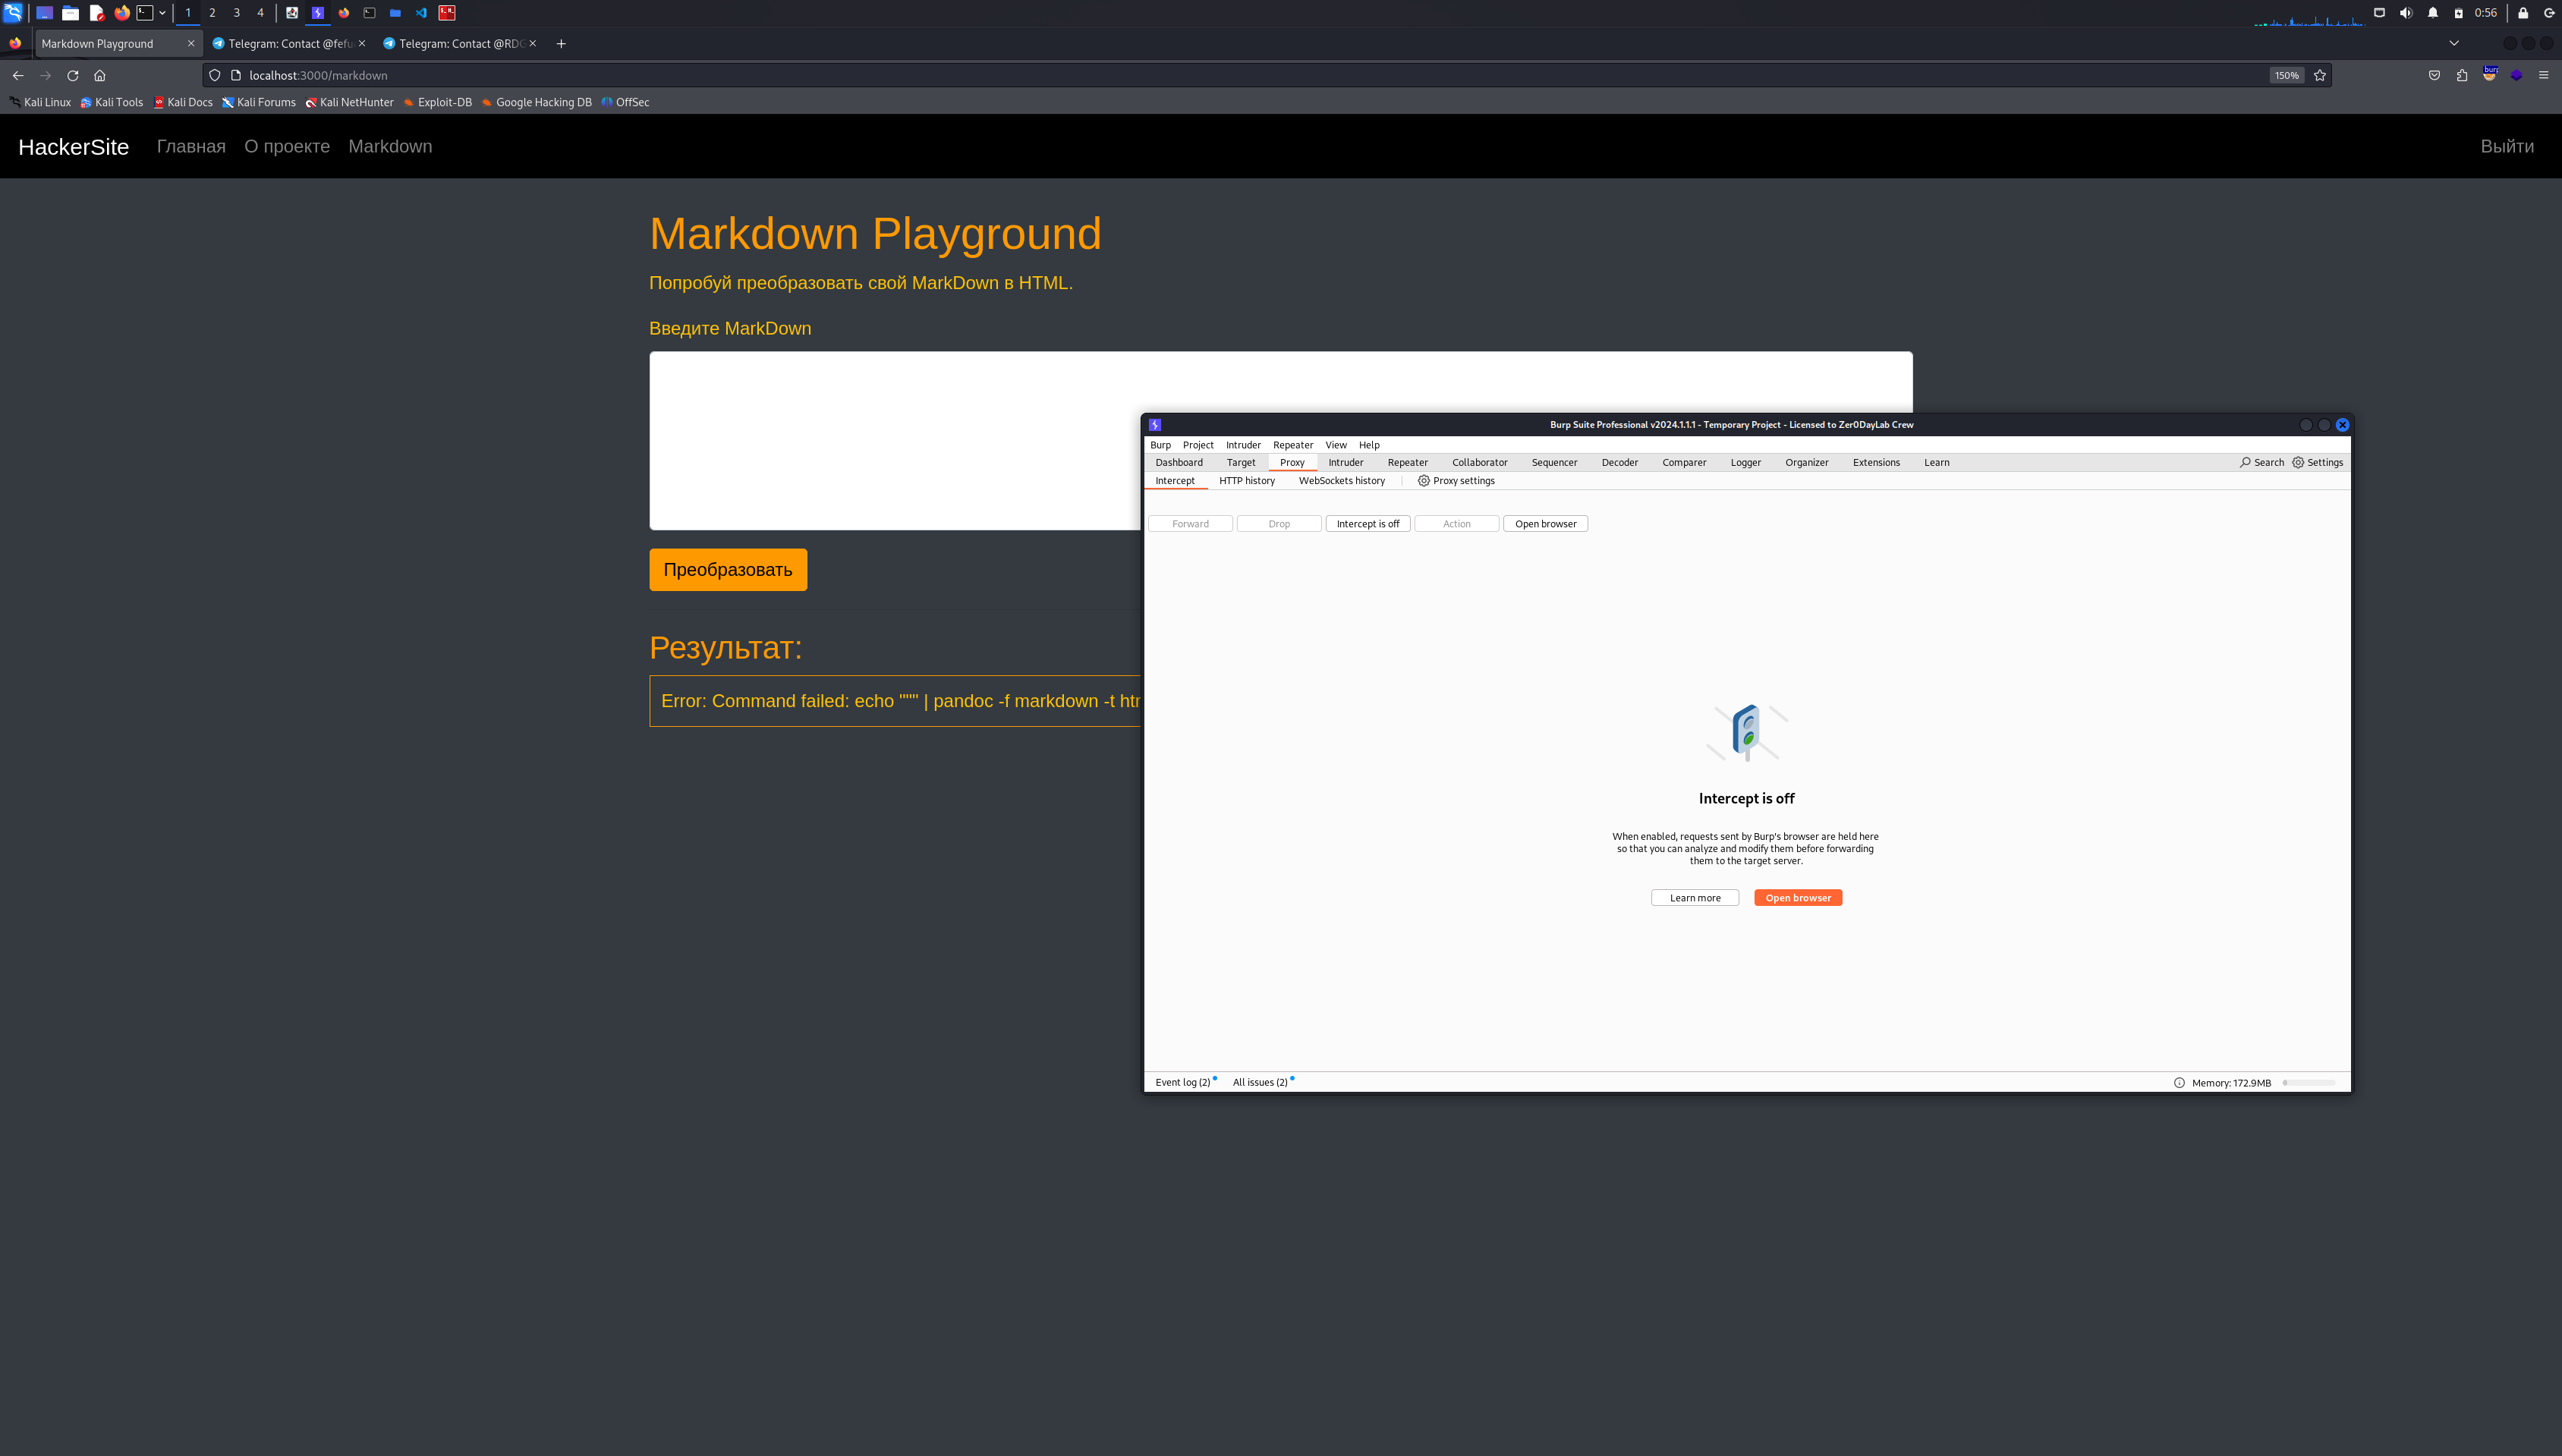 1 2 3 4 0:56
Markdown Playground Telegram: Contact @fefu Telegram: Contact @RDG
localhost:3000/markdown 150% burp
Kali Linux Kali Tools Kali Docs Kali Forums Kali NetHunter Exploit-DB Google Hacking DB OffSec
HackerSite Главная О проекте Markdown Выйти
Markdown Playground
Попробуй преобразовать свой MarkDown в HTML.
Введите MarkDown
Преобразовать
Результат:
Error: Command failed: echo """ | pandoc -f markdown -t htm
Burp Suite Professional v2024.1.1.1 - Temporary Project - Licensed to Zer0DayLab Crew
Burp Project Intruder Repeater View Help
Dashboard Target Proxy Intruder Repeater Collaborator Sequencer Decoder Comparer Logger Organizer Extensions Learn Search Settings
Intercept HTTP history WebSockets history Proxy settings
Forward Drop Intercept is off Action Open browser
Intercept is off
When enabled, requests sent by Burp's browser are held here
so that you can analyze and modify them before forwarding
them to the target server.
Learn more Open browser
Event log (2) All issues (2) Memory: 172.9MB